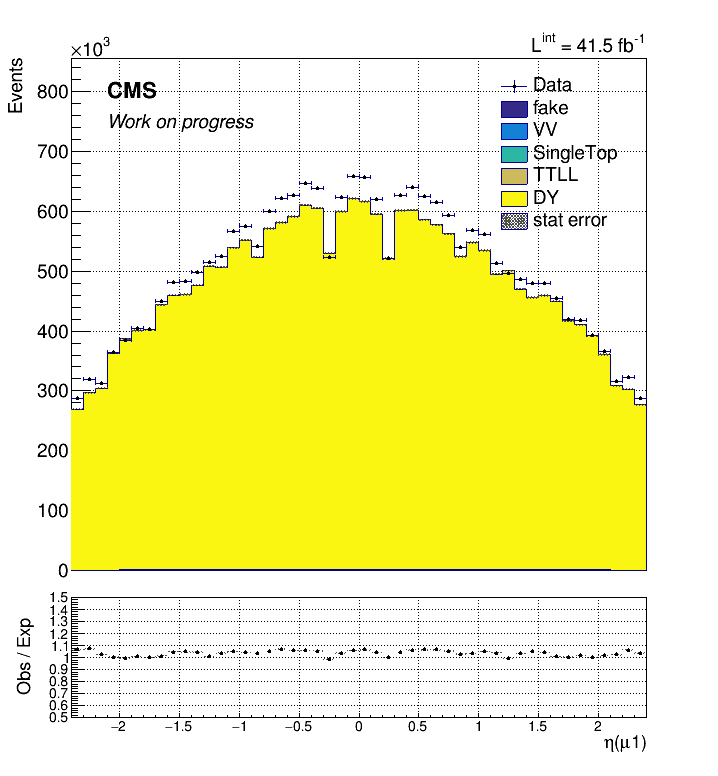 ×10³
L^int = 41.5 fb⁻¹
Events
CMS
Work on progress
Data
fake
VV
SingleTop
TTLL
DY
stat error
800
700
600
500
400
300
200
100
0
Obs / Exp
1.5
1.4
1.3
1.2
1.1
1
0.9
0.8
0.7
0.6
0.5
−2 −1.5 −1 −0.5 0 0.5 1 1.5 2
η(μ1)